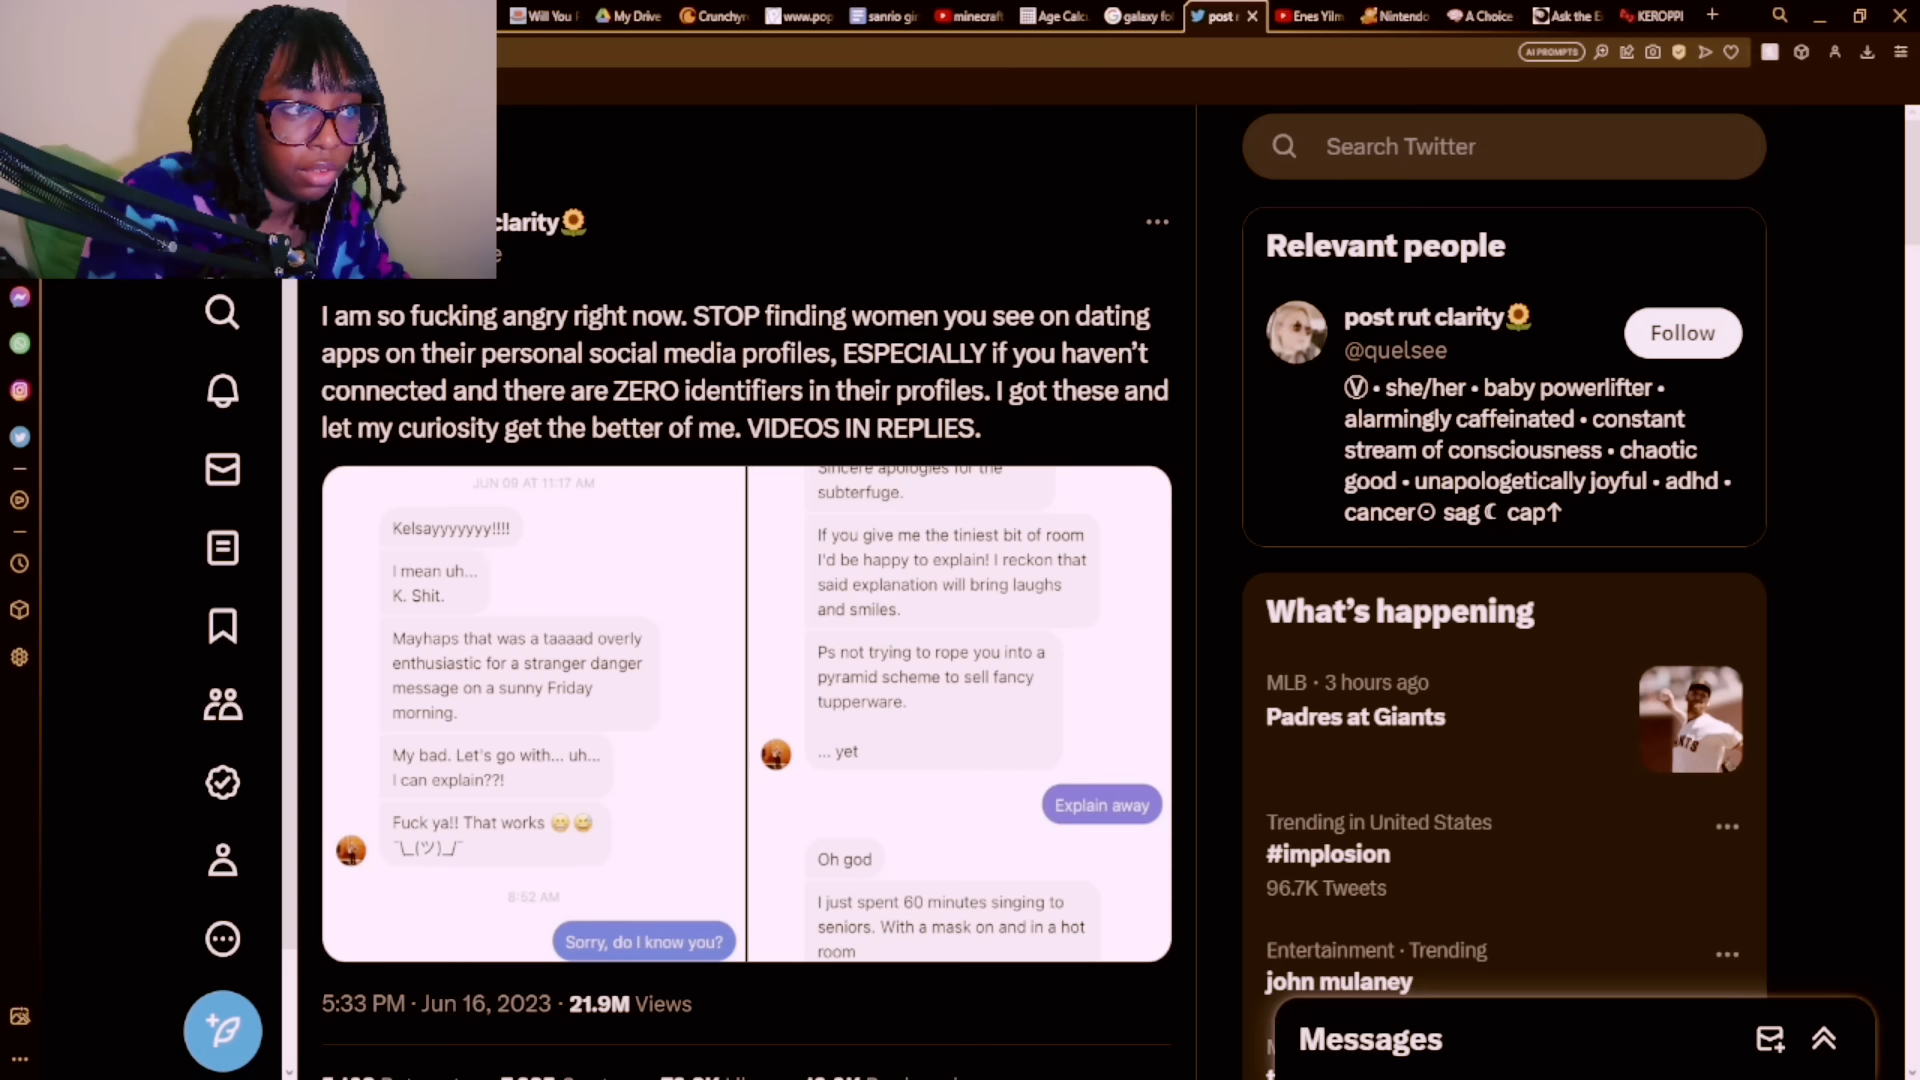 Will You
My Drive
Crunchyr
www.pop
sanrio gir
minecraft
Age Calc
galaxy fo
post r
Enes Yilm
Nintendo
A Choice
Ask the E
KEROPPI
AI PROMPTS
Search Twitter
clarity🌻
I am so fucking angry right now. STOP finding women you see on dating
apps on their personal social media profiles, ESPECIALLY if you haven't
connected and there are ZERO identifiers in their profiles. I got these and
let my curiosity get the better of me. VIDEOS IN REPLIES.
JUN 09 AT 11:17 AM
Kelsayyyyyyy!!!!
I mean uh...
K. Shit.
Mayhaps that was a taaaad overly
enthusiastic for a stranger danger
message on a sunny Friday
morning.
My bad. Let's go with... uh...
I can explain??!
Fuck ya!! That works 😬😅
¯\_(ツ)_/¯
8:52 AM
Sorry, do I know you?
Sincere apologies for the
subterfuge.
If you give me the tiniest bit of room
I'd be happy to explain! I reckon that
said explanation will bring laughs
and smiles.
Ps not trying to rope you into a
pyramid scheme to sell fancy
tupperware.
... yet
Explain away
Oh god
I just spent 60 minutes singing to
seniors. With a mask on and in a hot
room
5:33 PM · Jun 16, 2023 · 21.9M Views
Relevant people
post rut clarity🌻
@quelsee
Follow
Ⓥ • she/her • baby powerlifter •
alarmingly caffeinated • constant
stream of consciousness • chaotic
good • unapologetically joyful • adhd •
cancer☉ sag☾ cap↑
What's happening
MLB · 3 hours ago
Padres at Giants
Trending in United States
#implosion
96.7K Tweets
Entertainment · Trending
john mulaney
Messages